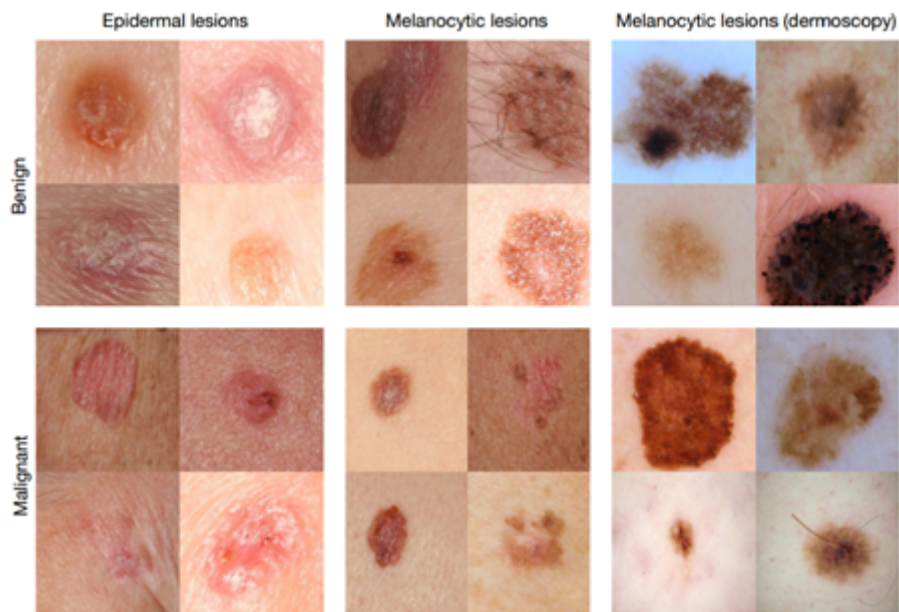 Epidermal lesions
Melanocytic lesions
Melanocytic lesions (dermoscopy)
Benign
Malignant